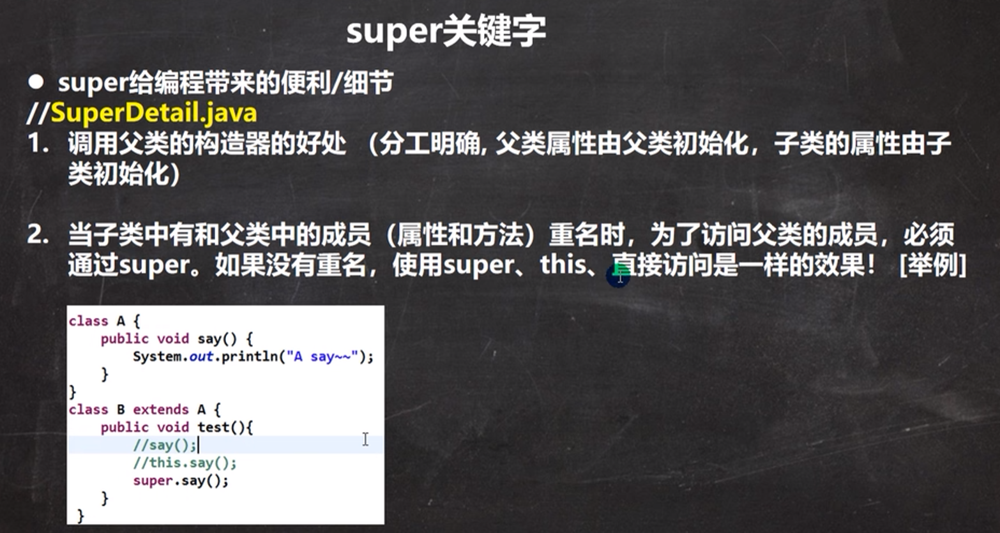 super关键字
● super给编程带来的便利/细节
//SuperDetail.java
1. 调用父类的构造器的好处 （分工明确, 父类属性由父类初始化，子类的属性由子
类初始化）
2. 当子类中有和父类中的成员（属性和方法）重名时，为了访问父类的成员，必须
通过super。如果没有重名，使用super、this、直接访问是一样的效果！ [举例]
class A {
    public void say() {
        System.out.println("A say~~");
    }
}
class B extends A {
    public void test(){
        //say();
        //this.say();
        super.say();
    }
}